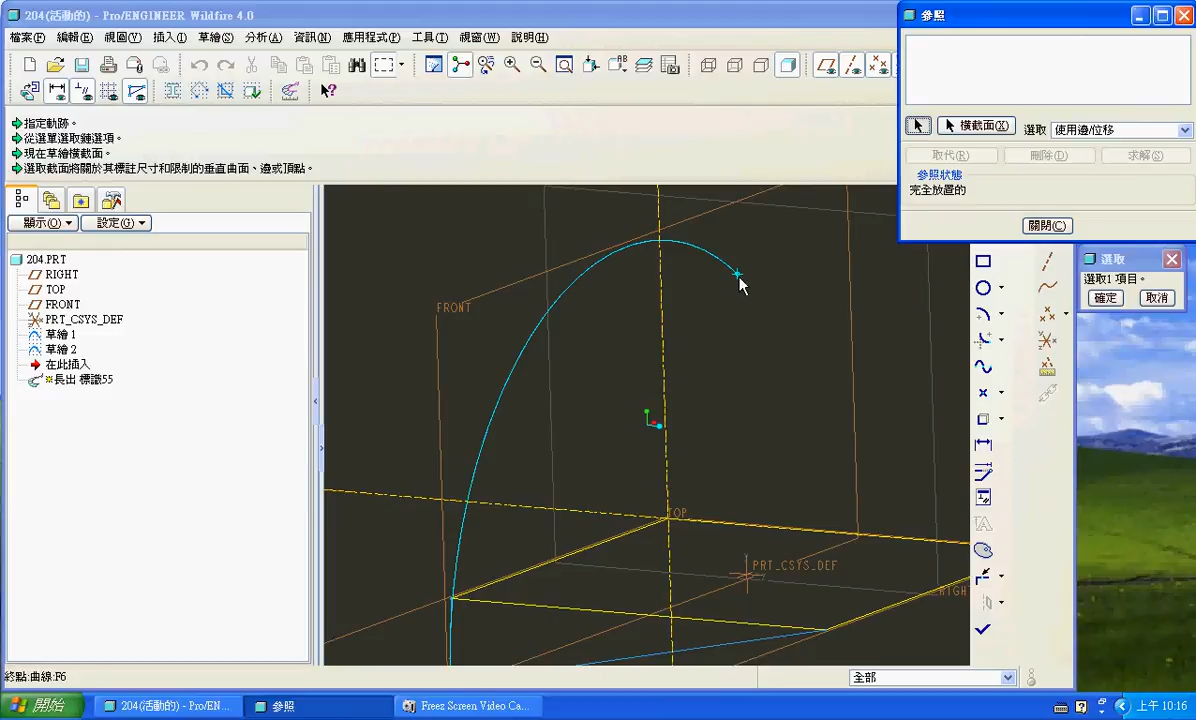 204(活動的) - Pro/ENGINEER Wildfire 4.0
檔案(F) 編輯(E) 視圖(V) 插入(I) 草繪(S) 分析(A) 資訊(N) 應用程式(P) 工具(T) 視窗(W) 說明(H)
指定軌跡。
從選單選取鏈選項。
現在草繪橫截面。
選取截面將關於其標註尺寸和限制的垂直曲面、邊或頂點。
顯示(O) 設定(G)
204.PRT
RIGHT
TOP
FRONT
PRT_CSYS_DEF
草繪 1
草繪 2
在此插入
長出 標識55
FRONT
TOP
PRT_CSYS_DEF
RIGH
參照
橫截面(X) 選取 使用邊/位移
取代(R) 刪除(D) 求解(S)
參照狀態
完全放置的
關閉(C)
選取
選取1 項目。
確定 取消
終點:曲線:F6
全部
開始 204(活動的) - Pro/EN... 參照 Freez Screen Video Ca... 上午 10:16